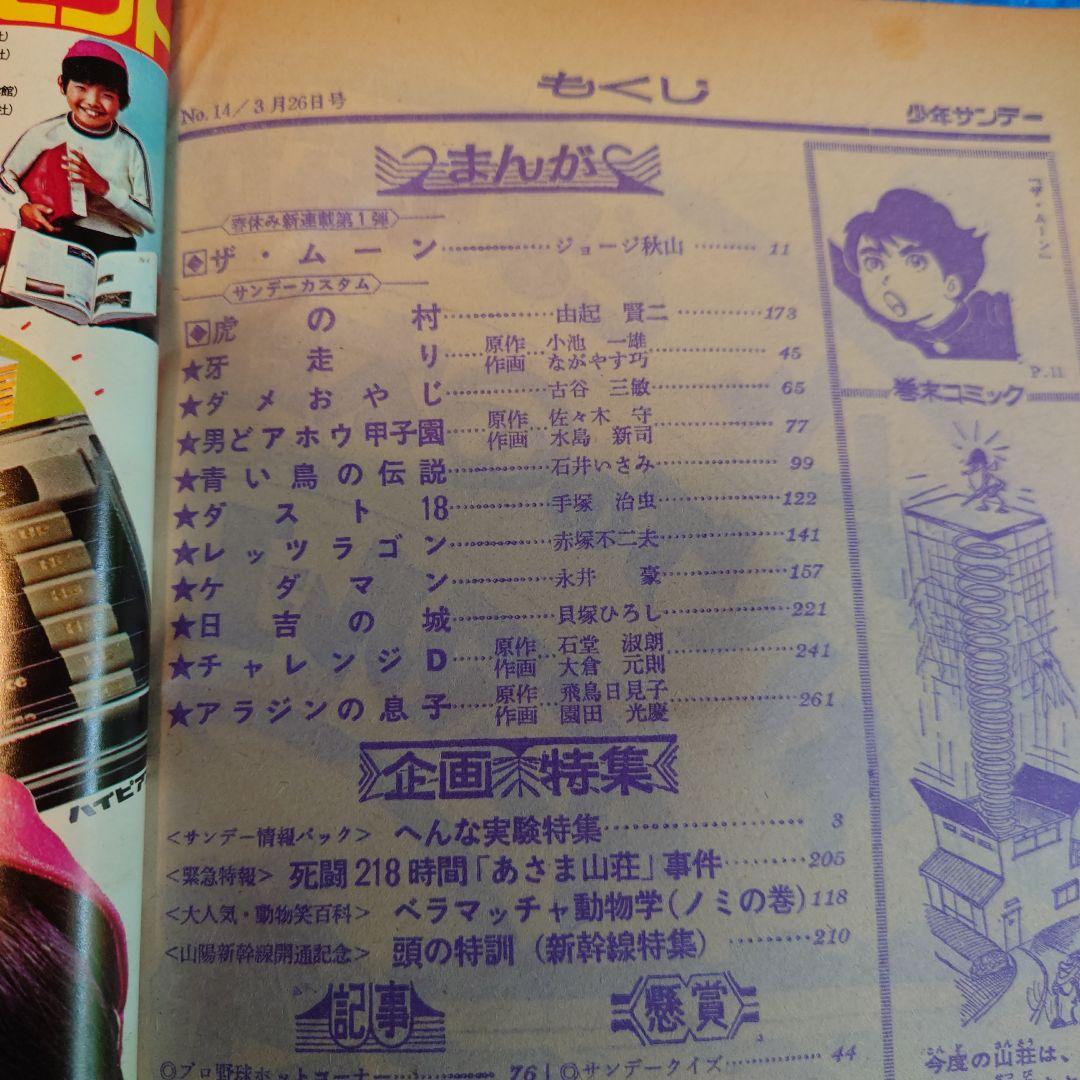 もくじ
No.14/3月26日号
少年サンデー
まんが
春休み新連載第1弾
◆ザ・ムーン…………ジョージ秋山………11
サンデーカスタム
◆虎の村…………由起賢二…………173
★牙走り…………原作 小池一雄 作画 ながやす巧…………45
★ダメおやじ…………古谷三敏…………65
★男どアホウ甲子園…………原作 佐々木守 作画 水島新司…………77
★青い鳥の伝説…………石井いさみ…………99
★ダスト18…………手塚治虫…………122
★レッツラゴン…………赤塚不二夫…………141
★ケダマン…………永井豪…………157
★日吉の城…………貝塚ひろし…………221
★チャレンジD…………原作 石堂淑朗 作画 大倉元則…………241
★アラジンの息子…………原作 飛鳥日見子 作画 園田光慶…………261
企画特集
<サンデー情報パック> へんな実験特集…………3
<緊急特報> 死闘218時間「あさま山荘」事件………205
<大人気・動物笑百科> ベラマッチャ動物学(ノミの巻)118
<山陽新幹線開通記念> 頭の特訓(新幹線特集)………210
記事
懸賞
◎プロ野球ホットコーナー…………76
◎サンデークイズ…………44
「ザ・ムーン」
P.11
巻末コミック
今度の山荘は、
社)
館)
社)
ハイピア